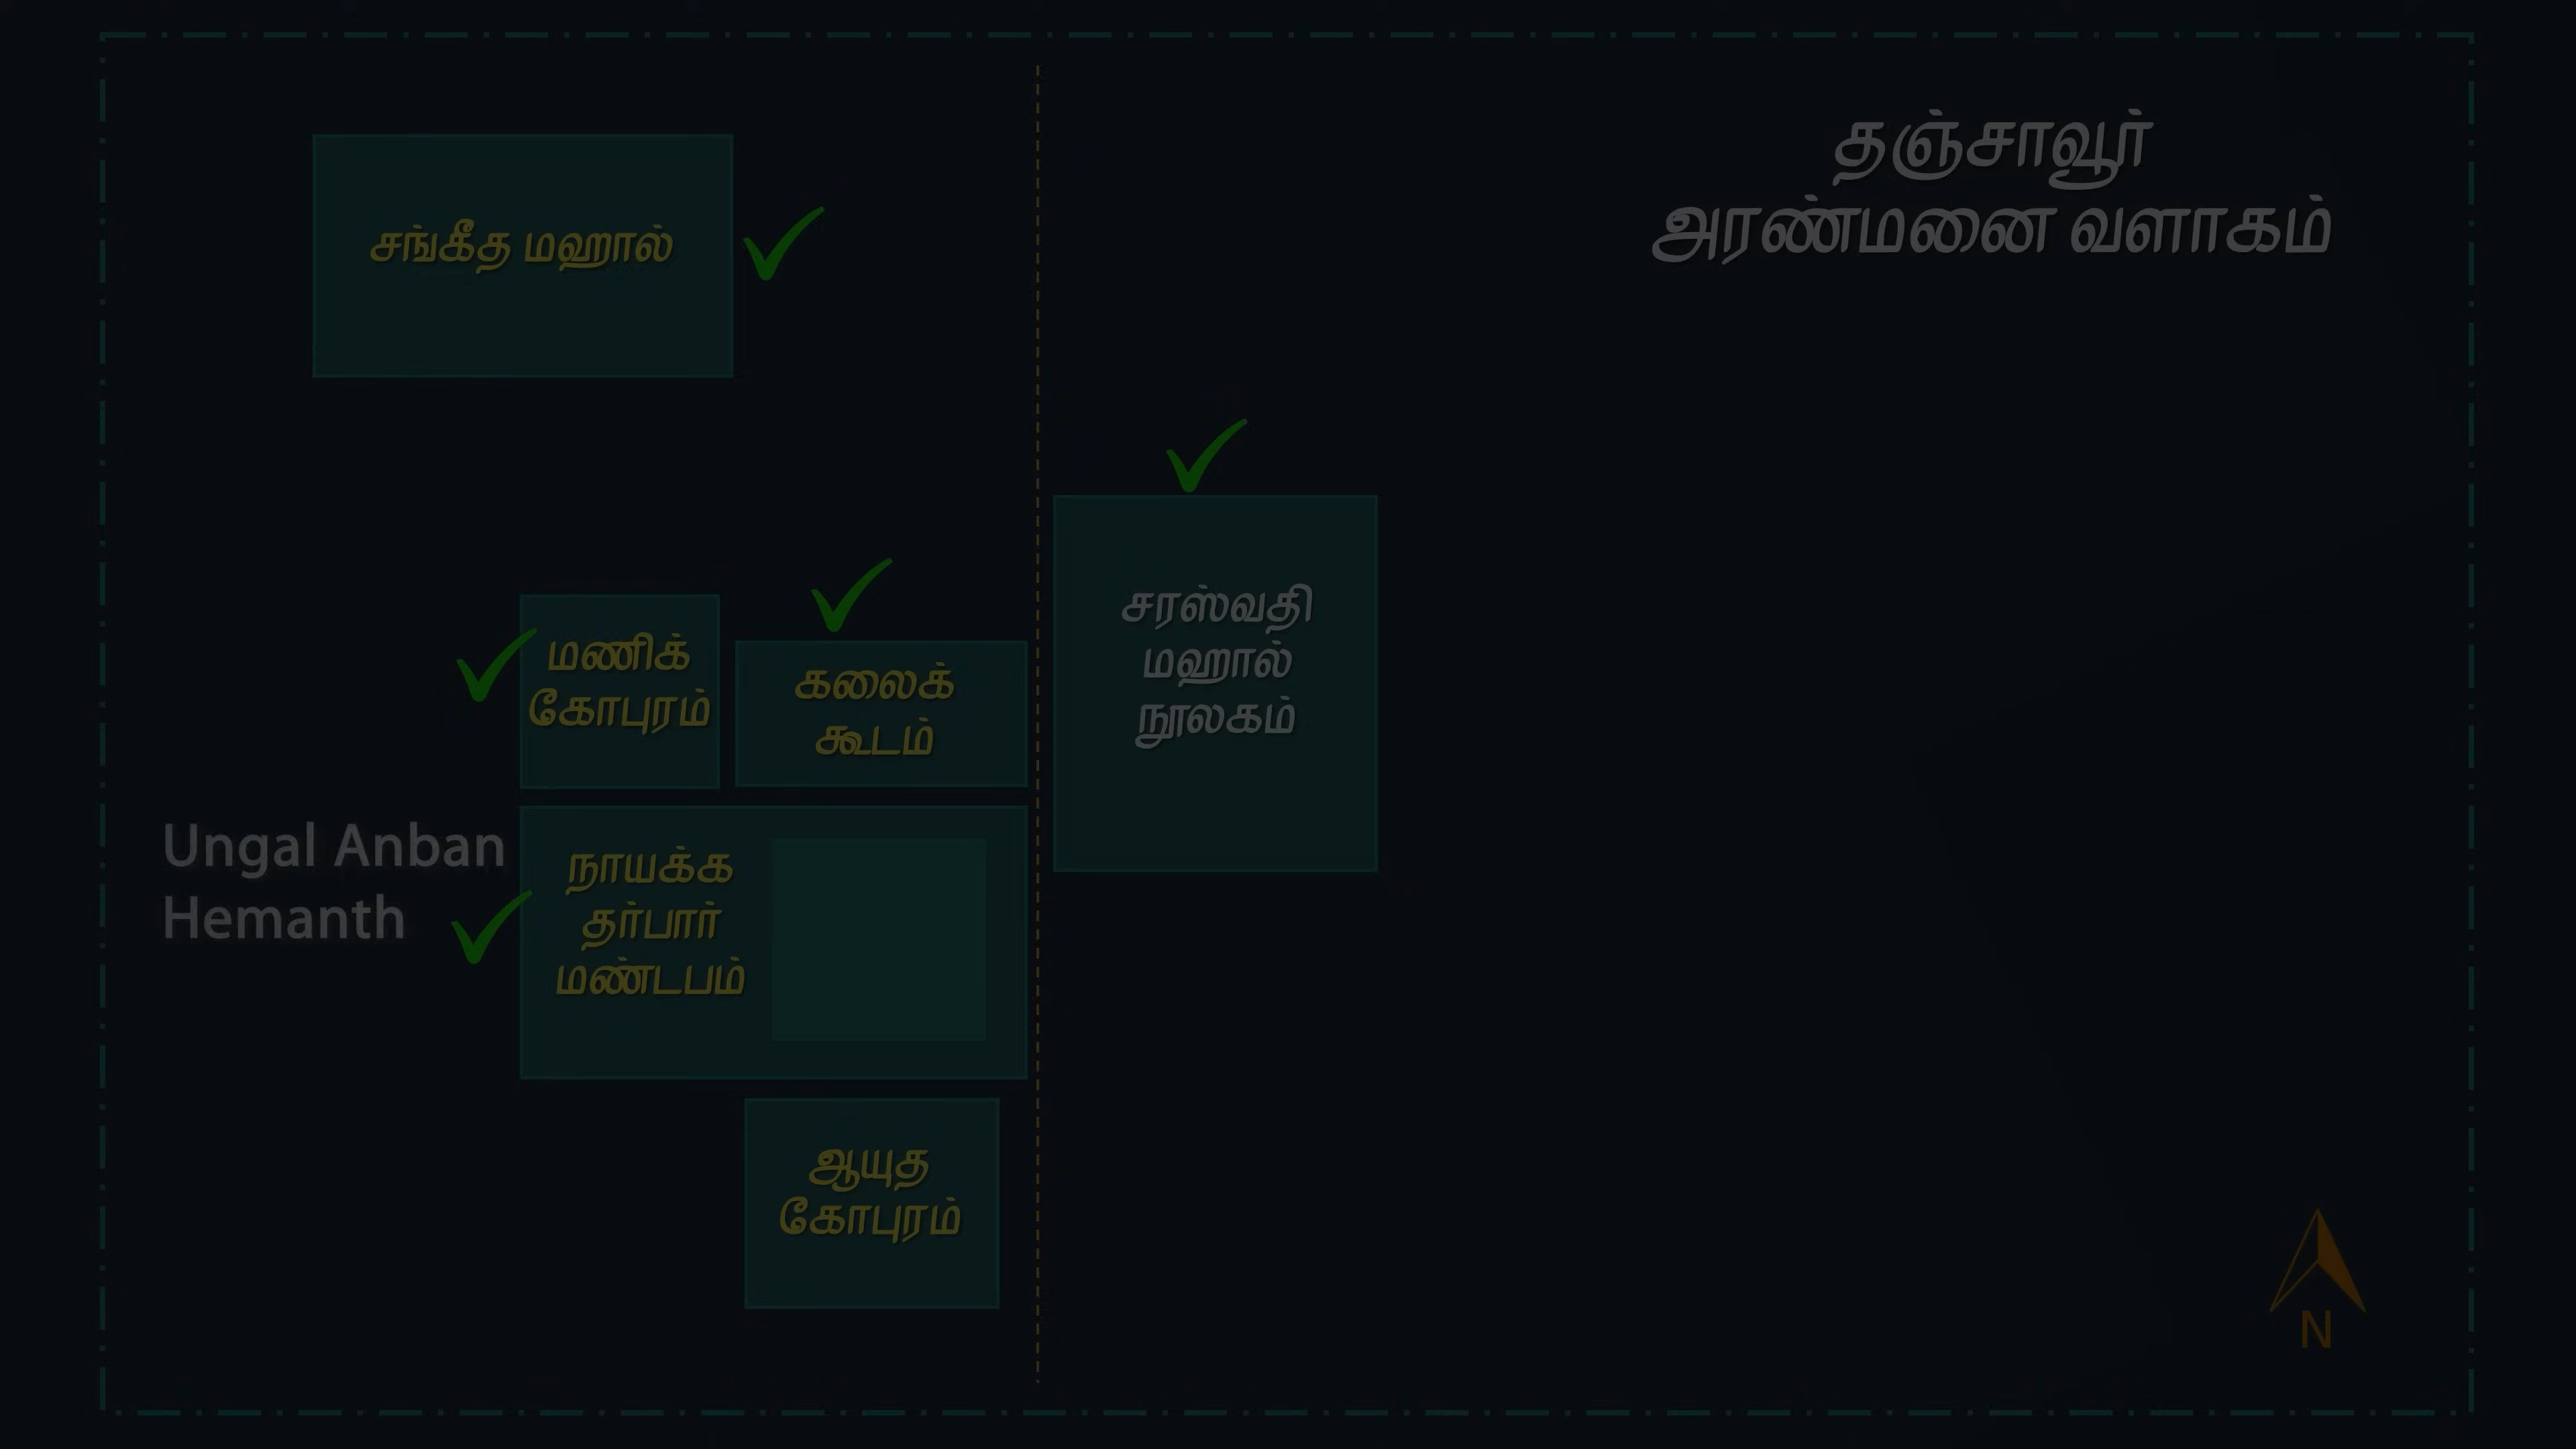 தஞ்சாவூர்
அரண்மனை வளாகம்
சங்கீத மஹால்
சரஸ்வதி
மஹால்
நூலகம்
மணிக்
கோபுரம்
கலைக்
கூடம்
Ungal Anban
Hemanth
நாயக்க
தர்பார்
மண்டபம்
ஆயுத
கோபுரம்
N